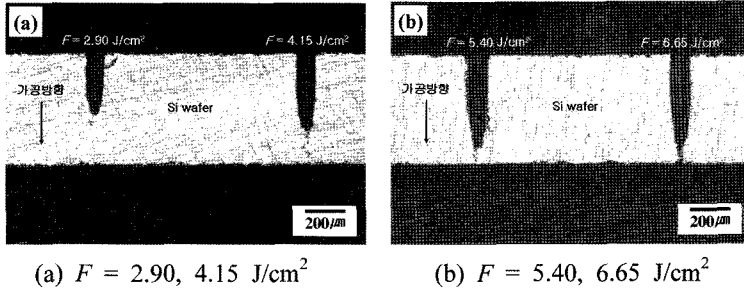 (a)
F = 2.90 J/cm²
F = 4.15 J/cm²
가공방향
Si wafer
200㎛
(b)
F = 5.40 J/cm²
F = 6.65 J/cm²
가공방향
Si wafer
200㎛
(a) F = 2.90, 4.15 J/cm²
(b) F = 5.40, 6.65 J/cm²